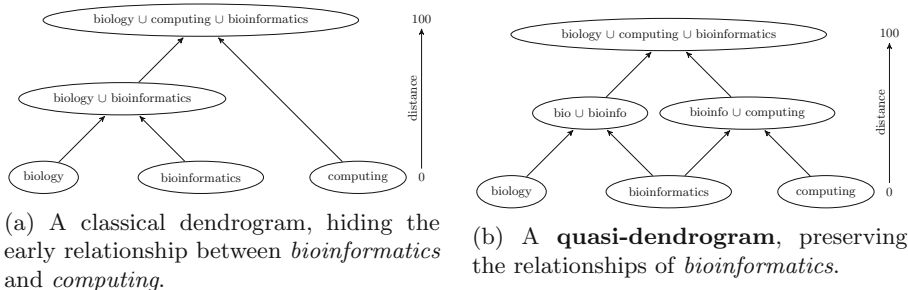 biology ∪ computing ∪ bioinformatics
100
biology ∪ bioinformatics
distance
biology
bioinformatics
computing
0
(a) A classical dendrogram, hiding the
early relationship between bioinformatics
and computing.
biology ∪ computing ∪ bioinformatics
100
bio ∪ bioinfo
bioinfo ∪ computing
distance
biology
bioinformatics
computing
0
(b) A quasi-dendrogram, preserving
the relationships of bioinformatics.